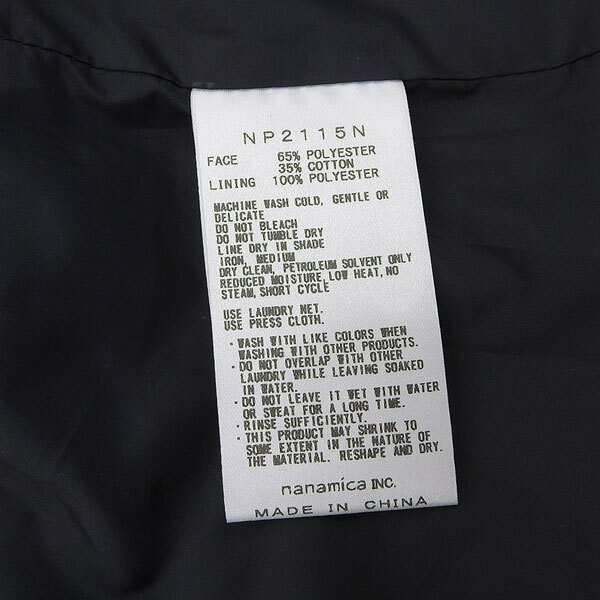 NP2115N
FACE 65% POLYESTER
35% COTTON
LINING 100% POLYESTER
MACHINE WASH COLD, GENTLE OR
DELICATE
DO NOT BLEACH
DO NOT TUMBLE DRY
LINE DRY IN SHADE
IRON, MEDIUM
DRY CLEAN, PETROLEUM SOLVENT ONLY
REDUCED MOISTURE, LOW HEAT, NO
STEAM, SHORT CYCLE
USE LAUNDRY NET.
USE PRESS CLOTH.
・WASH WITH LIKE COLORS WHEN
WASHING WITH OTHER PRODUCTS.
・DO NOT OVERLAP WITH OTHER
LAUNDRY WHILE LEAVING SOAKED
IN WATER.
・DO NOT LEAVE IT WET WITH WATER
OR SWEAT FOR A LONG TIME.
・RINSE SUFFICIENTLY.
・THIS PRODUCT MAY SHRINK TO
SOME EXTENT IN THE NATURE OF
THE MATERIAL. RESHAPE AND DRY.
nanamica INC.
MADE IN CHINA